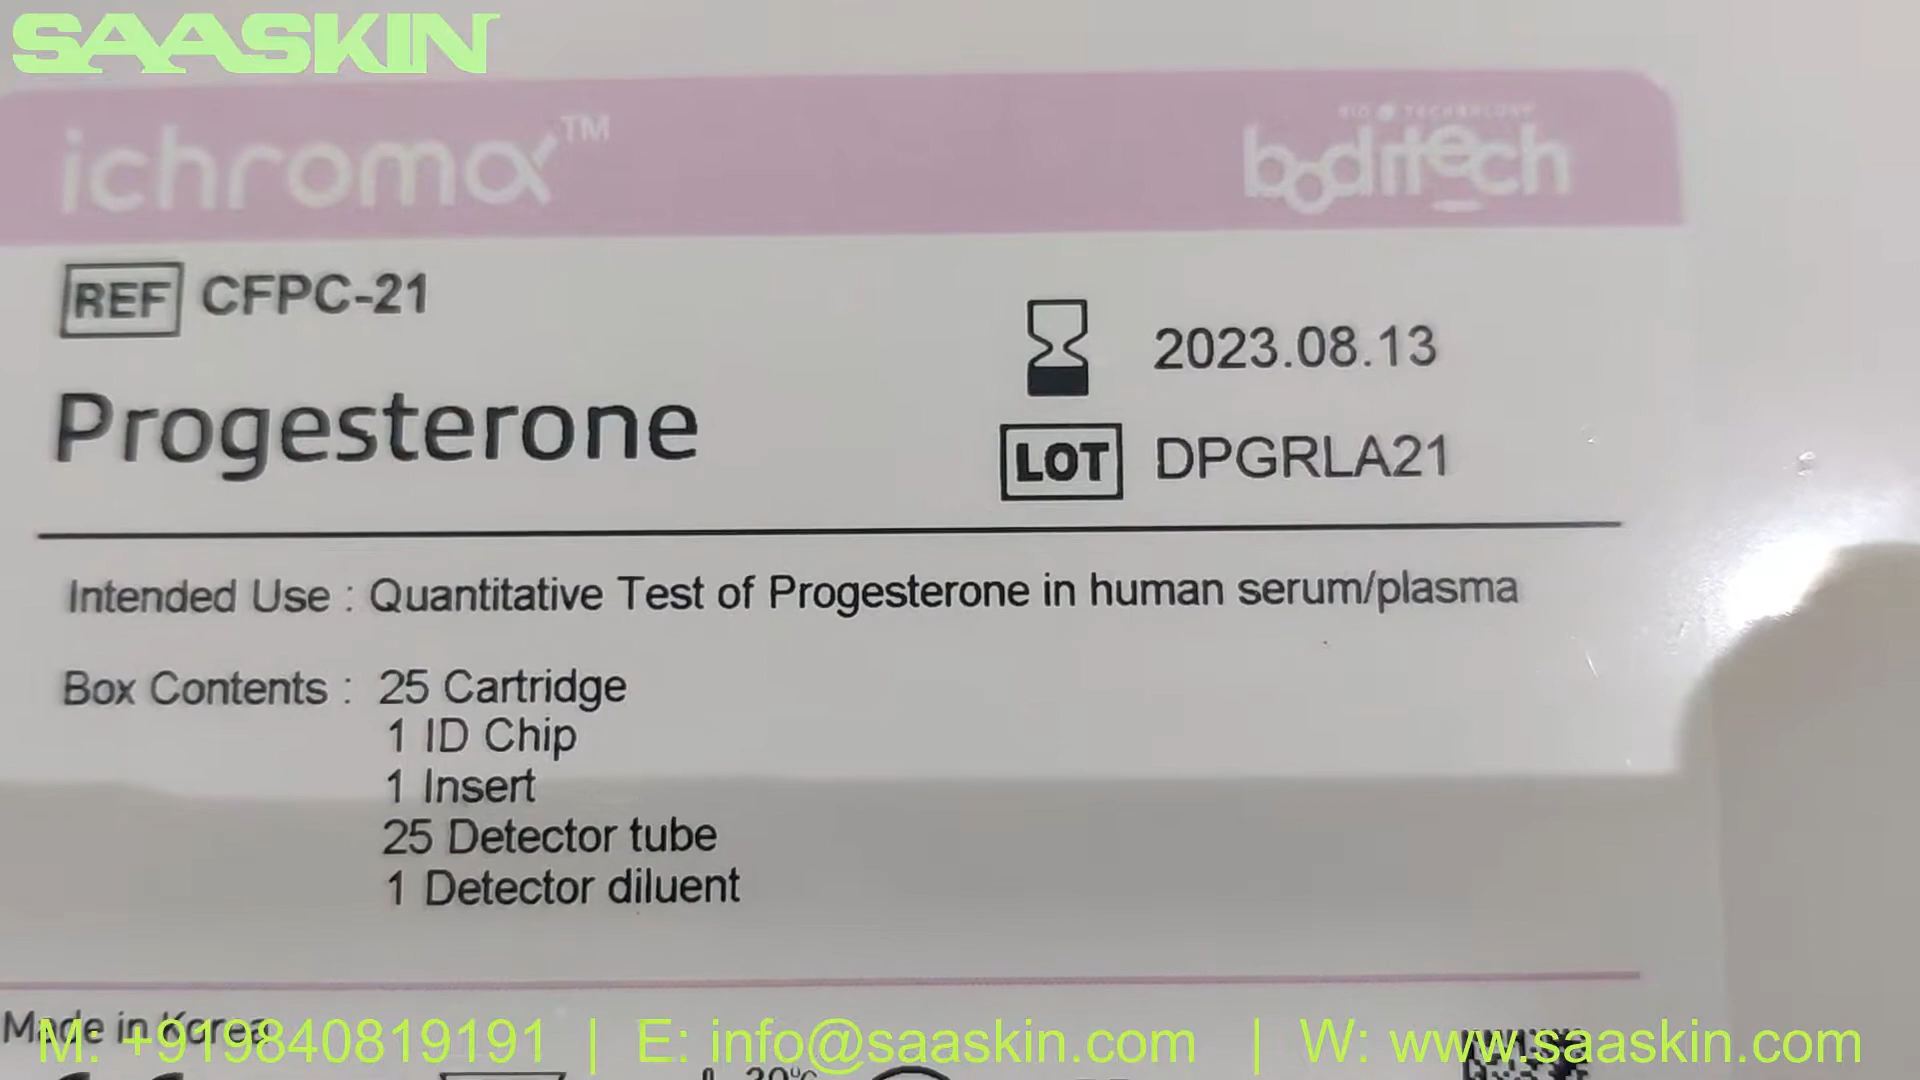 SAASKIN
ichroma™
BIO TECHNOLOGY
boditech
REF CFPC-21
2023.08.13
Progesterone
LOT DPGRLA21
Intended Use : Quantitative Test of Progesterone in human serum/plasma
Box Contents : 25 Cartridge
1 ID Chip
1 Insert
25 Detector tube
1 Detector diluent
Made in Korea
M: +919840819191 | E: info@saaskin.com | W: www.saaskin.com